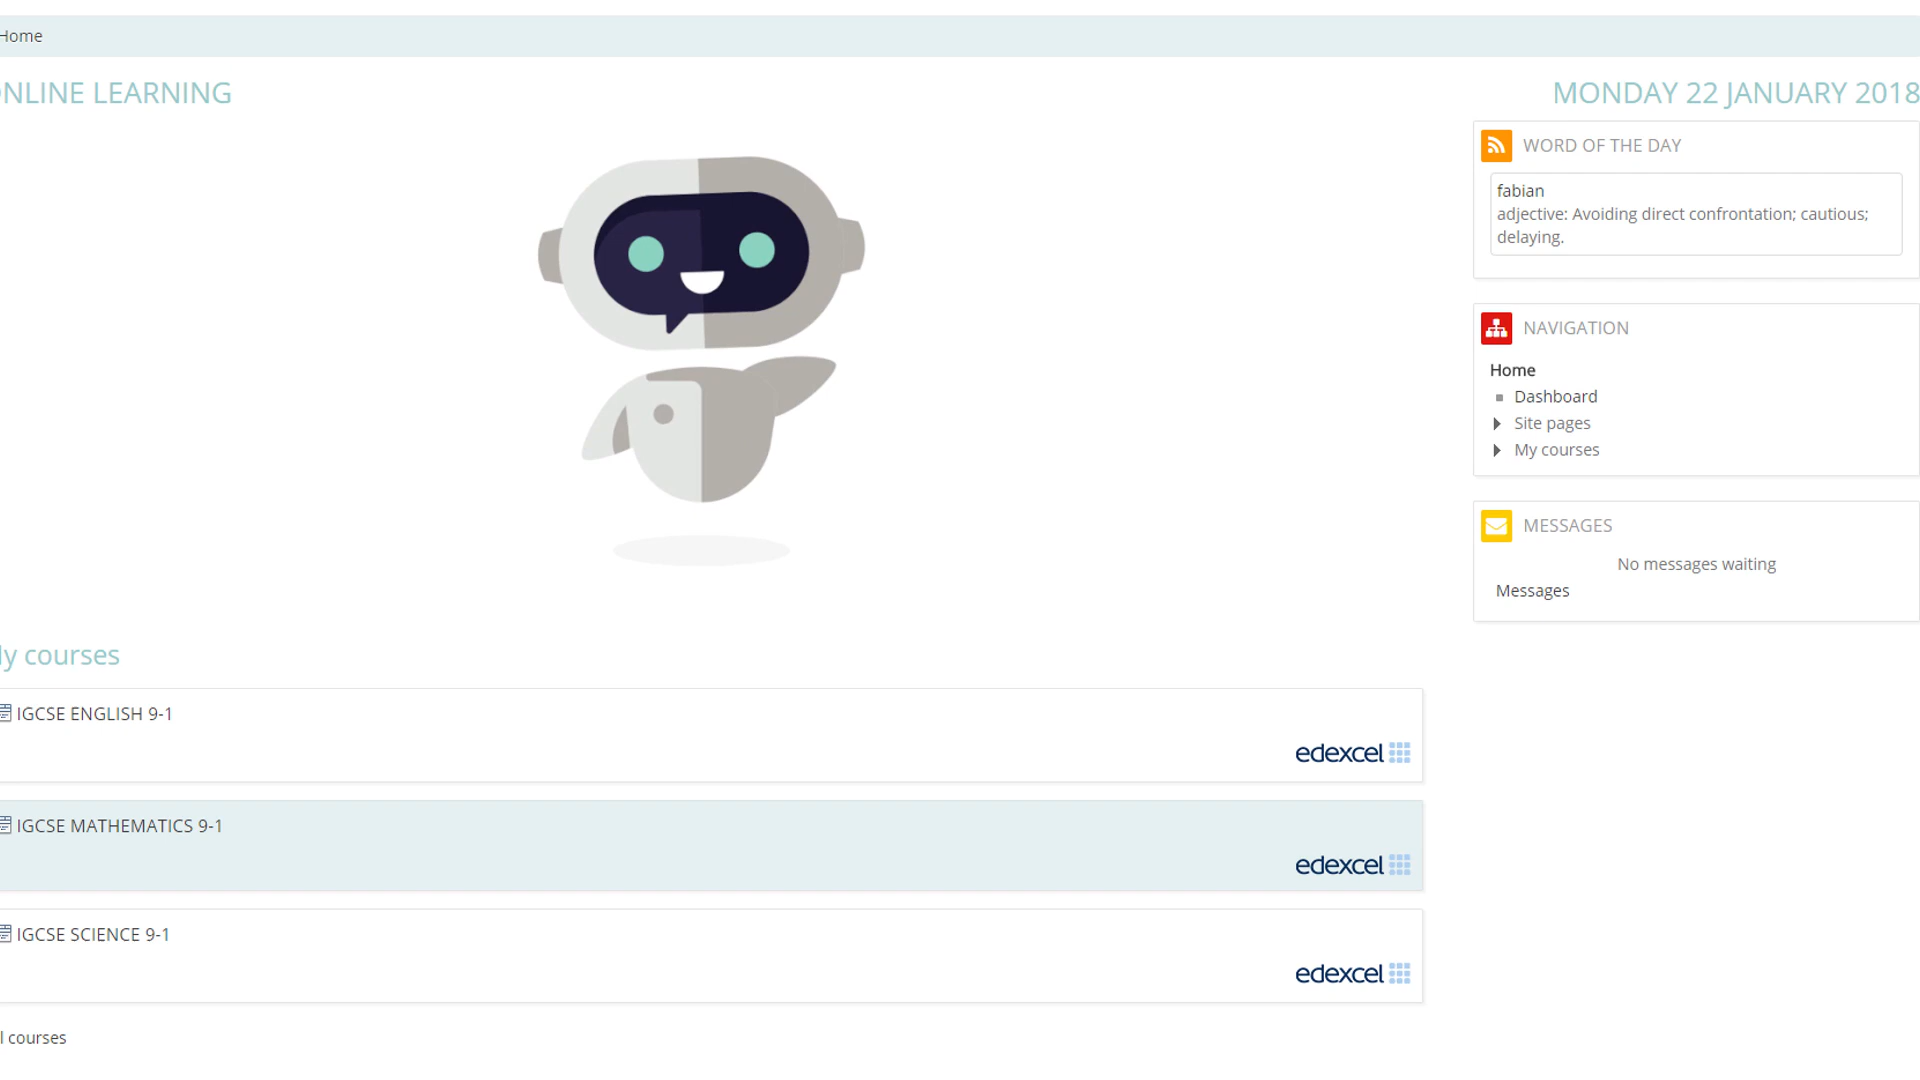 Home
ONLINE LEARNING
MONDAY 22 JANUARY 2018
WORD OF THE DAY
fabian
adjective: Avoiding direct confrontation; cautious;
delaying.
NAVIGATION
Home
Dashboard
Site pages
My courses
MESSAGES
No messages waiting
Messages
My courses
IGCSE ENGLISH 9-1
edexcel
IGCSE MATHEMATICS 9-1
edexcel
IGCSE SCIENCE 9-1
edexcel
courses